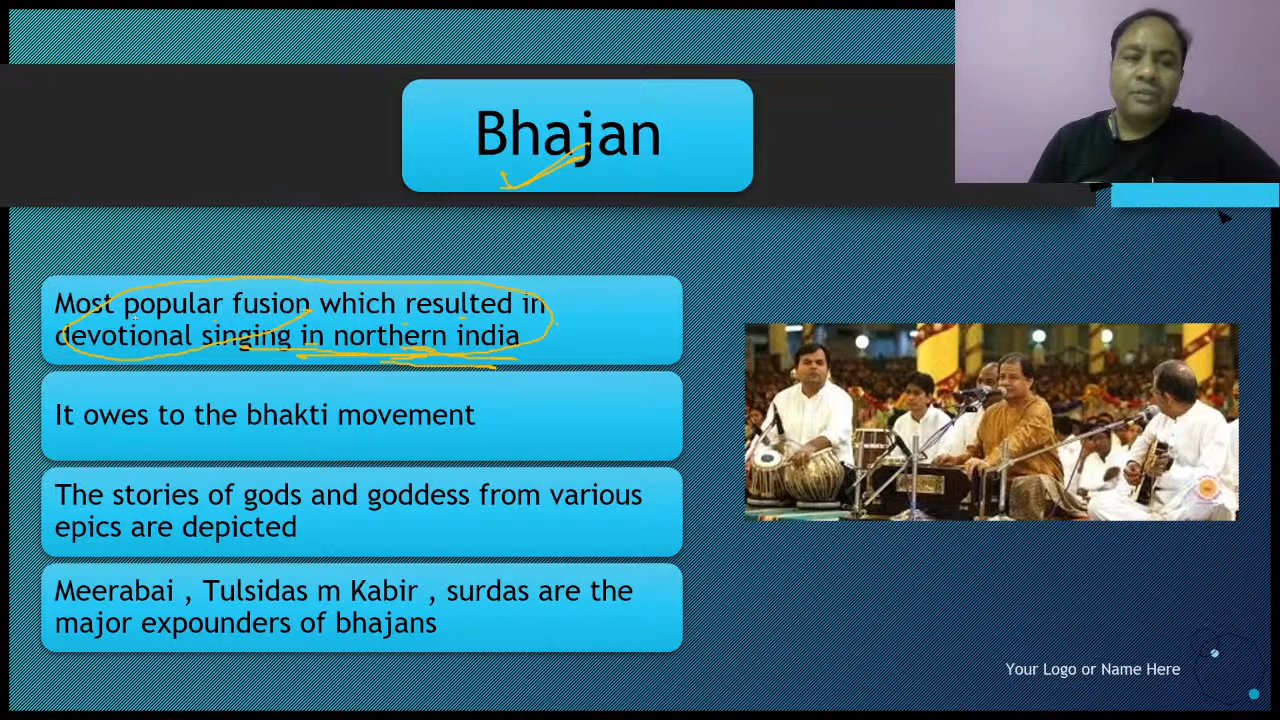 Bhajan
Most popular fusion which resulted in
devotional singing in northern india
It owes to the bhakti movement
The stories of gods and goddess from various
epics are depicted
Meerabai , Tulsidas m Kabir , surdas are the
major expounders of bhajans
Your Logo or Name Here